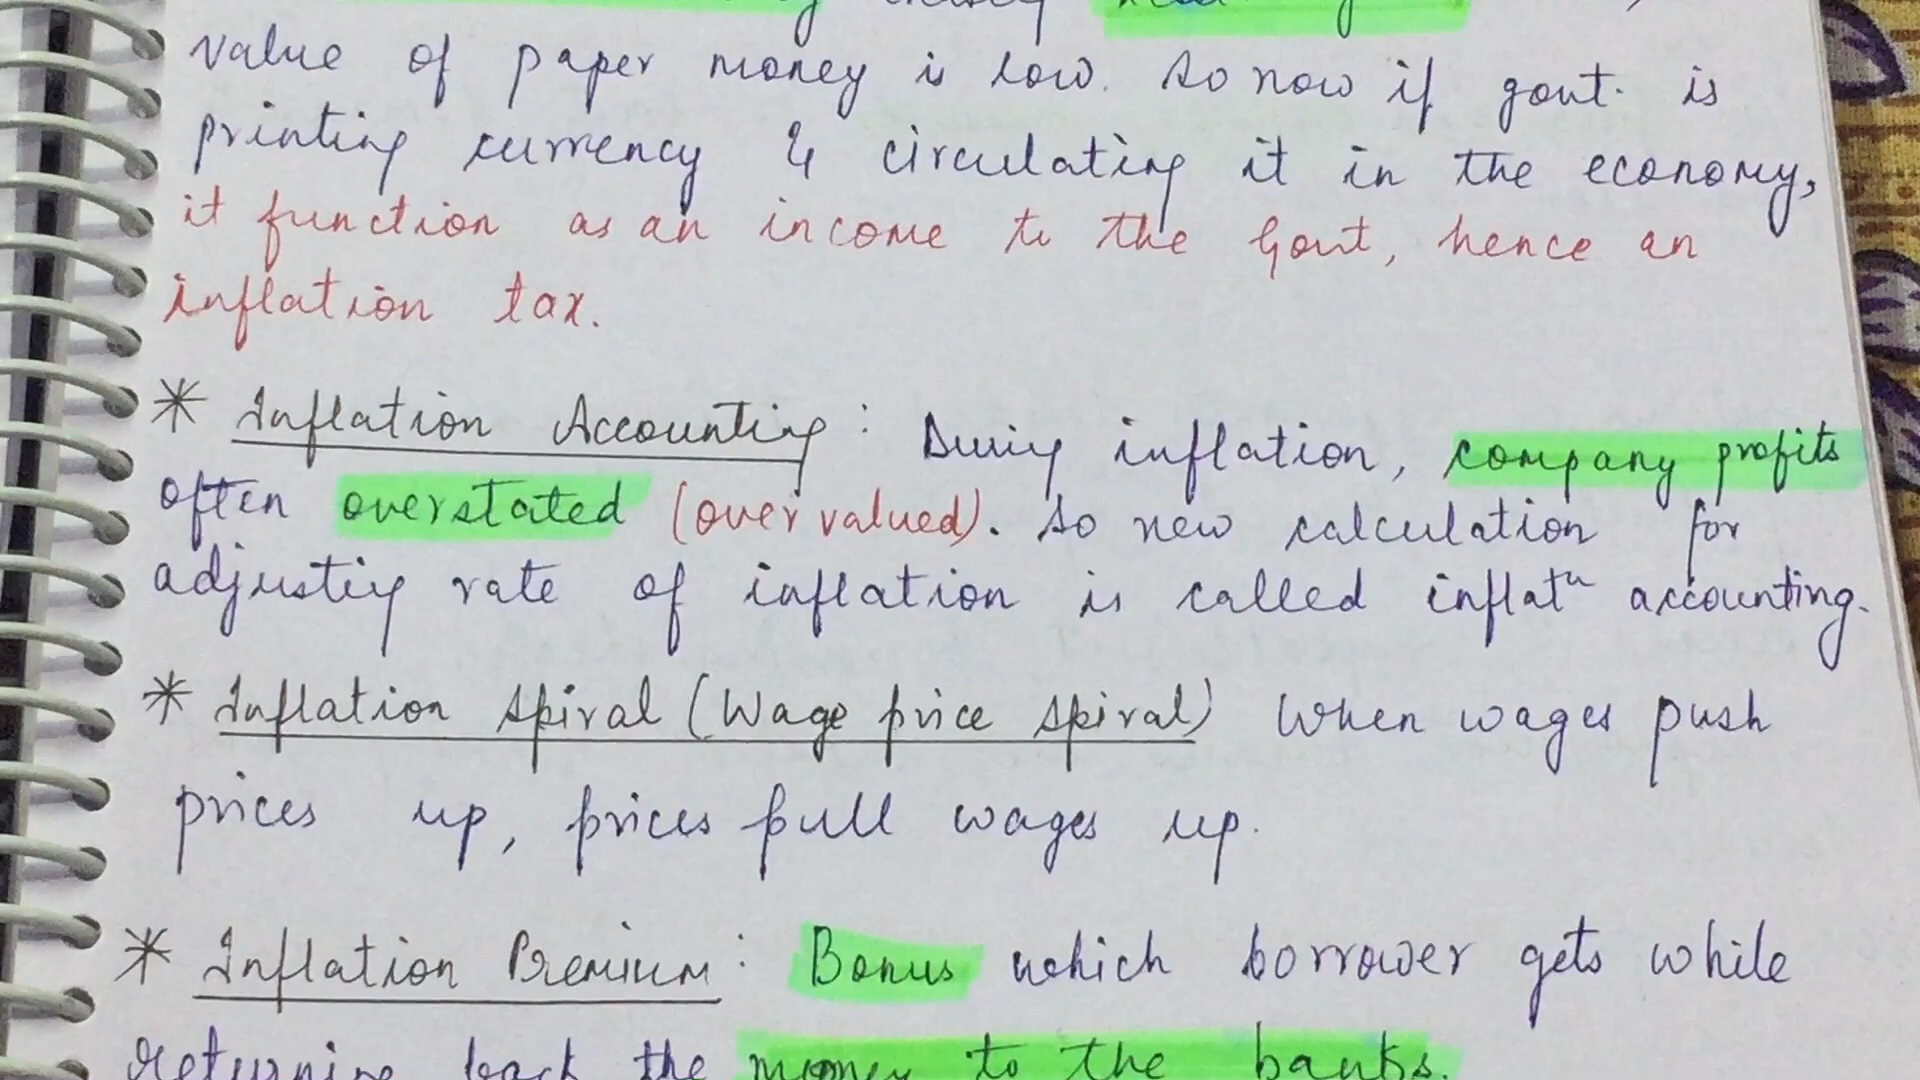 value of paper money is low. So now if govt. is
printing currency & circulating it in the economy,
it function as an income to the Govt, hence an
inflation tax.
* Inflation Accounting : During inflation, company profits
often overstated (over valued). So new calculation for
adjusting rate of inflation is called inflatⁿ accounting.
* Inflation Spiral (Wage price spiral) When wages push
prices up, prices pull wages up.
* Inflation Premium : Bonus which borrower gets while
returning back the money to the banks.